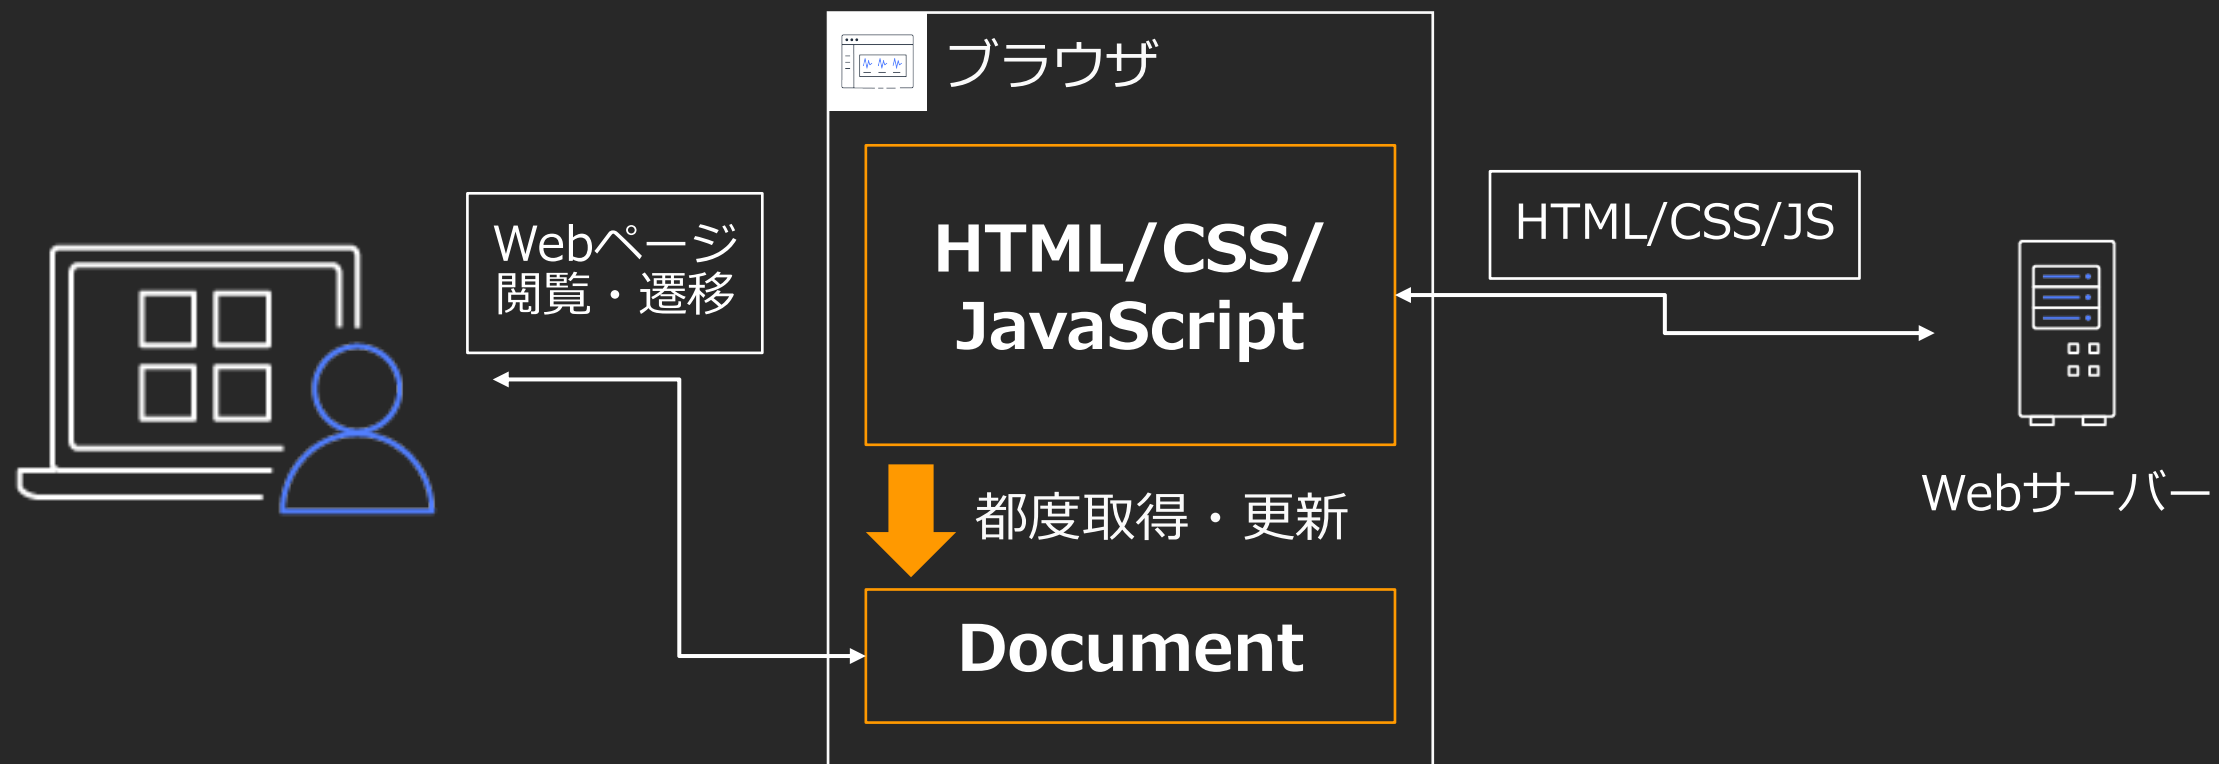 ブラウザ
Webページ
閲覧・遷移
HTML/CSS/
JavaScript
HTML/CSS/JS
都度取得・更新
Webサーバー
Document